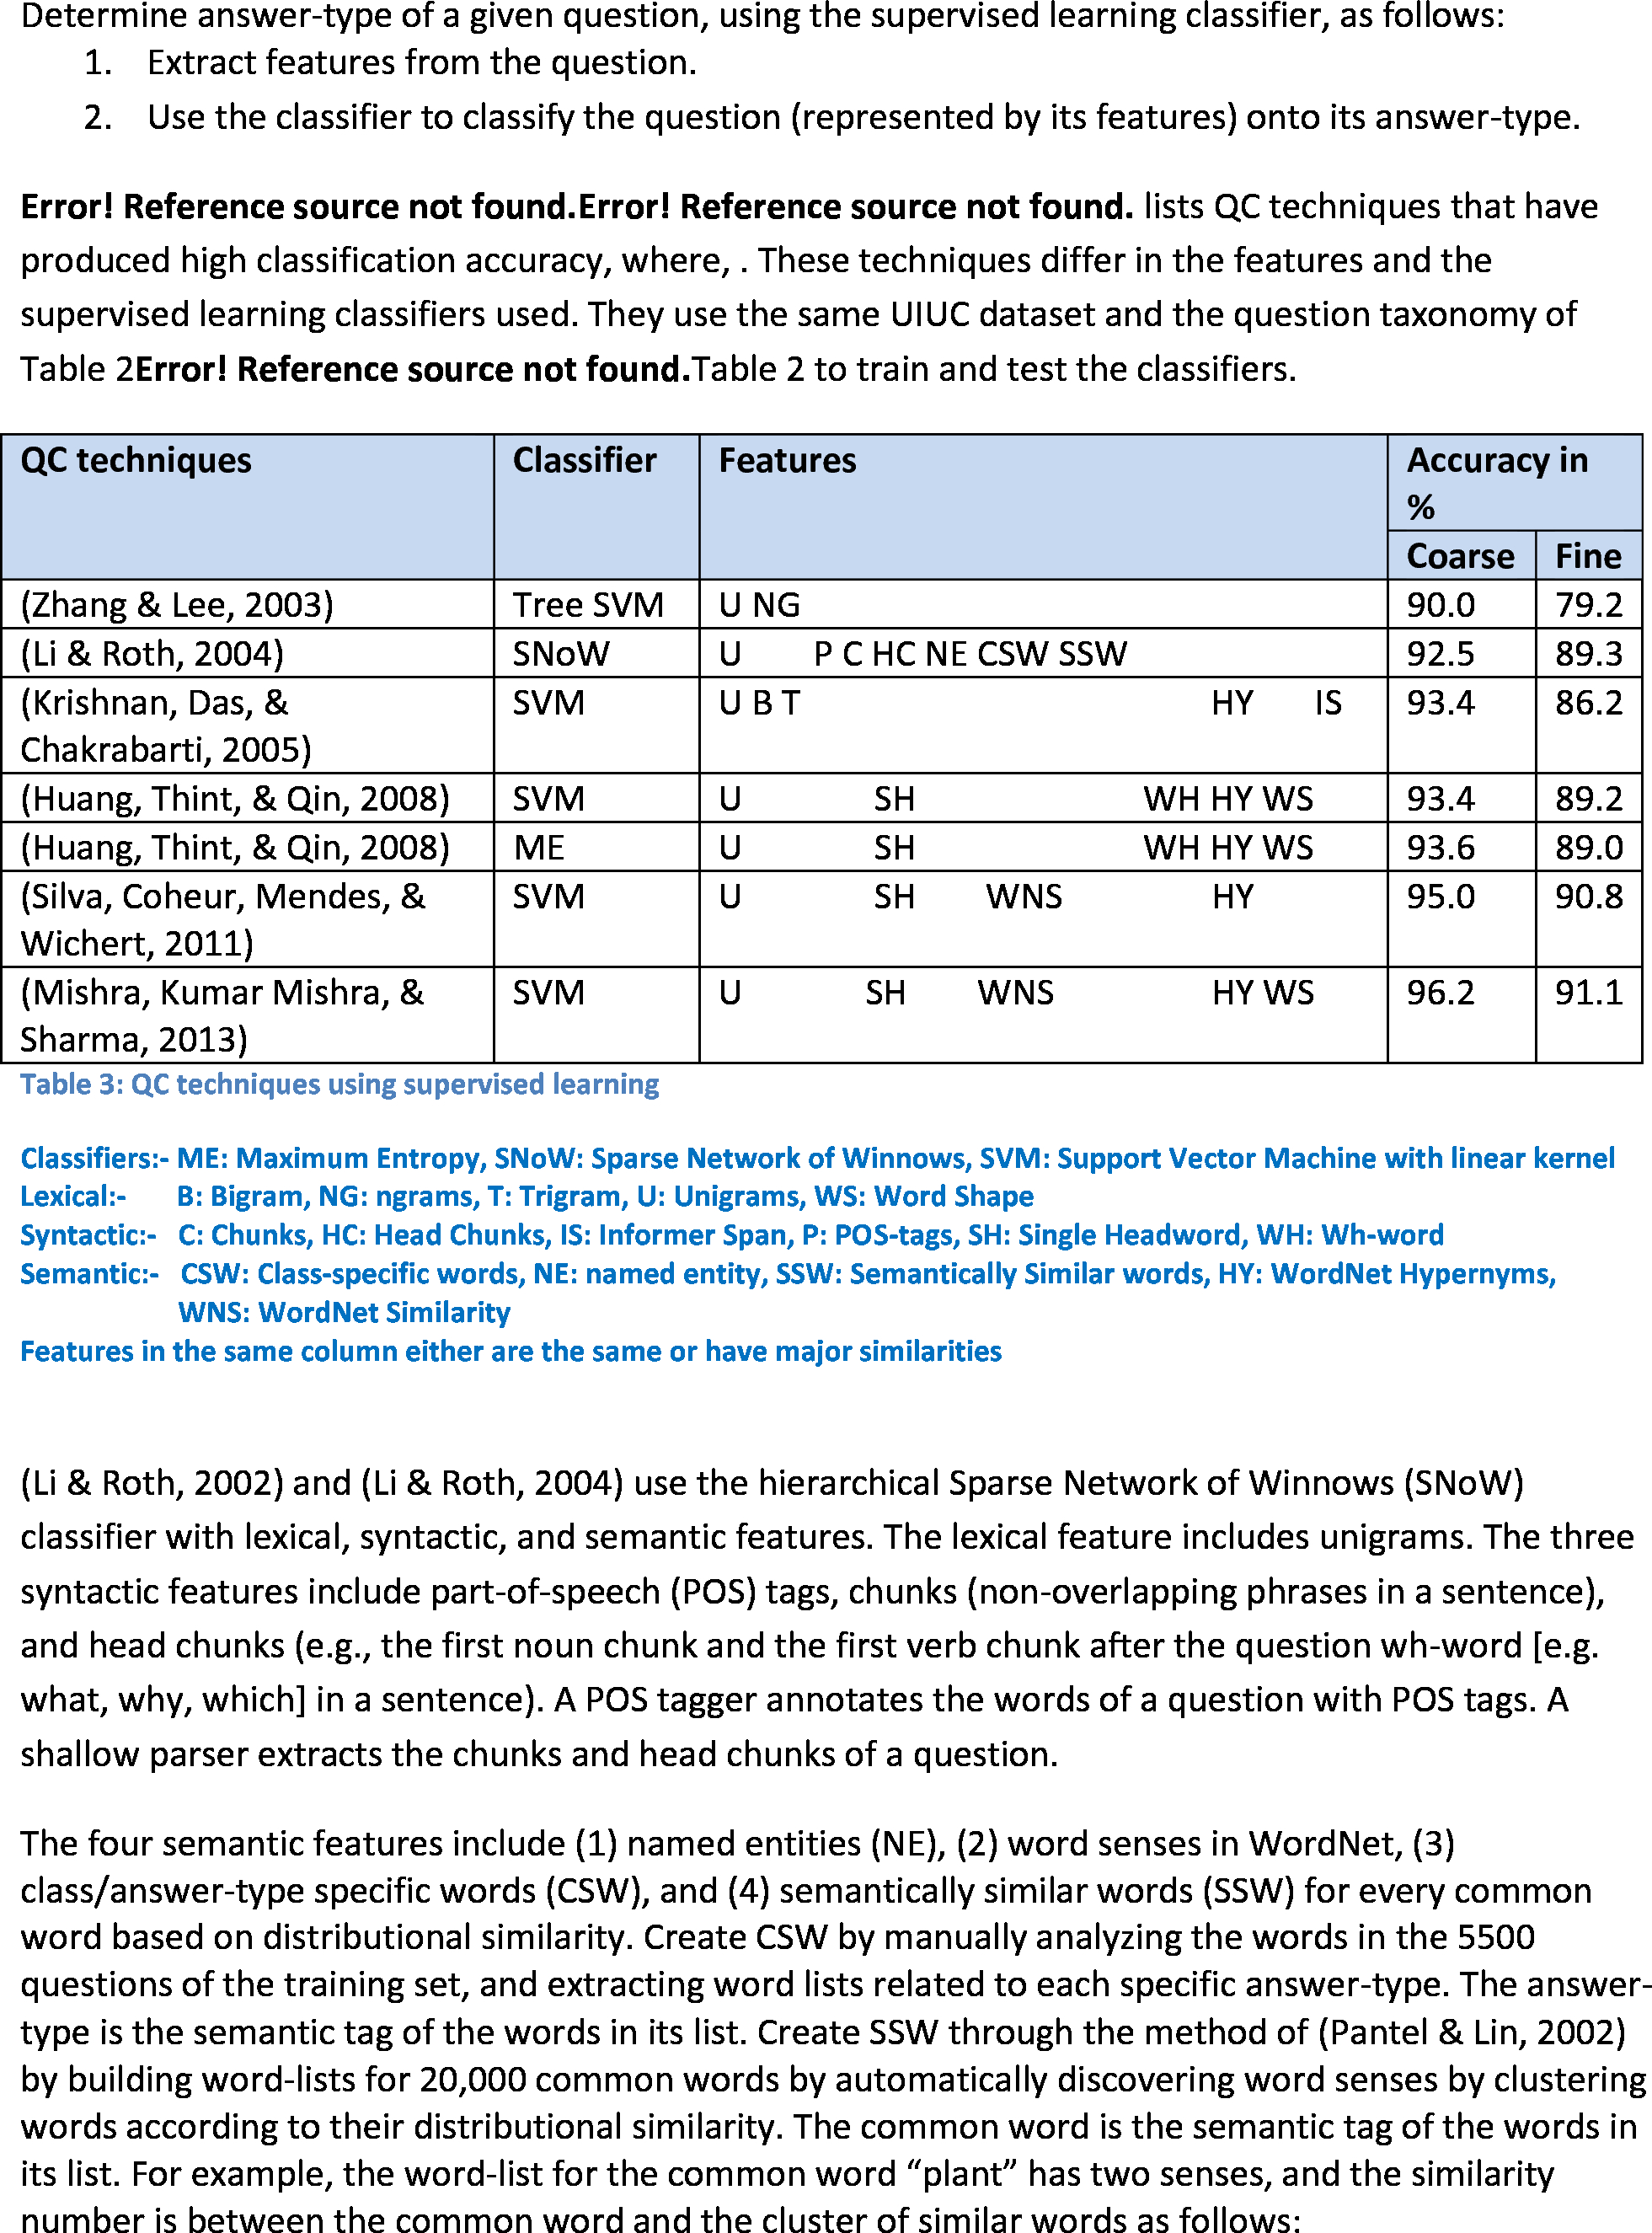 Determine answer-type of a given question, using the supervised learning classifier, as follows:
1. Extract features from the question.
2. Use the classifier to classify the question (represented by its features) onto its answer-type.
Error! Reference source not found.Error! Reference source not found. lists QC techniques that have
produced high classification accuracy, where, . These techniques differ in the features and the
supervised learning classifiers used. They use the same UIUC dataset and the question taxonomy of
Table 2Error! Reference source not found.Table 2 to train and test the classifiers.
QC techniques Classifier Features Accuracy in
%
Coarse Fine
(Zhang & Lee, 2003) Tree SVM U NG 90.0 79.2
(Li & Roth, 2004) SNoW U P C HC NE CSW SSW 92.5 89.3
(Krishnan, Das, & SVM U B T HY IS 93.4 86.2
Chakrabarti, 2005)
(Huang, Thint, & Qin, 2008) SVM U SH WH HY WS 93.4 89.2
(Huang, Thint, & Qin, 2008) ME U SH WH HY WS 93.6 89.0
(Silva, Coheur, Mendes, & SVM U SH WNS HY 95.0 90.8
Wichert, 2011)
(Mishra, Kumar Mishra, & SVM U SH WNS HY WS 96.2 91.1
Sharma, 2013)
Table 3: QC techniques using supervised learning
Classifiers:- ME: Maximum Entropy, SNoW: Sparse Network of Winnows, SVM: Support Vector Machine with linear kernel
Lexical:- B: Bigram, NG: ngrams, T: Trigram, U: Unigrams, WS: Word Shape
Syntactic:- C: Chunks, HC: Head Chunks, IS: Informer Span, P: POS-tags, SH: Single Headword, WH: Wh-word
Semantic:- CSW: Class-specific words, NE: named entity, SSW: Semantically Similar words, HY: WordNet Hypernyms,
WNS: WordNet Similarity
Features in the same column either are the same or have major similarities
(Li & Roth, 2002) and (Li & Roth, 2004) use the hierarchical Sparse Network of Winnows (SNoW)
classifier with lexical, syntactic, and semantic features. The lexical feature includes unigrams. The three
syntactic features include part-of-speech (POS) tags, chunks (non-overlapping phrases in a sentence),
and head chunks (e.g., the first noun chunk and the first verb chunk after the question wh-word [e.g.
what, why, which] in a sentence). A POS tagger annotates the words of a question with POS tags. A
shallow parser extracts the chunks and head chunks of a question.
The four semantic features include (1) named entities (NE), (2) word senses in WordNet, (3)
class/answer-type specific words (CSW), and (4) semantically similar words (SSW) for every common
word based on distributional similarity. Create CSW by manually analyzing the words in the 5500
questions of the training set, and extracting word lists related to each specific answer-type. The answer-
type is the semantic tag of the words in its list. Create SSW through the method of (Pantel & Lin, 2002)
by building word-lists for 20,000 common words by automatically discovering word senses by clustering
words according to their distributional similarity. The common word is the semantic tag of the words in
its list. For example, the word-list for the common word “plant” has two senses, and the similarity
number is between the common word and the cluster of similar words as follows: